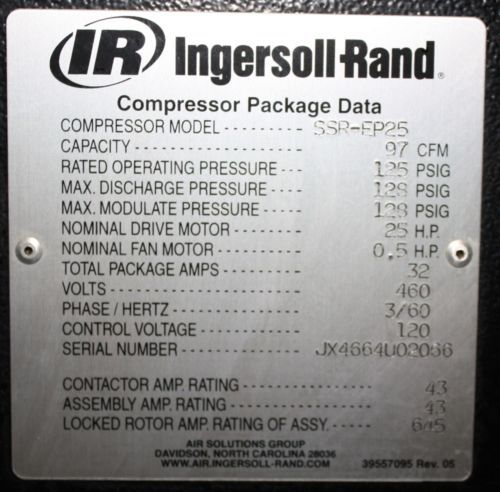 IR Ingersoll-Rand®
Compressor Package Data
COMPRESSOR MODEL --------- SSR-EP25
CAPACITY -------------------- 97 CFM
RATED OPERATING PRESSURE --- 125 PSIG
MAX. DISCHARGE PRESSURE ---- 128 PSIG
MAX. MODULATE PRESSURE ----- 128 PSIG
NOMINAL DRIVE MOTOR -------- 25 H.P.
NOMINAL FAN MOTOR ---------- 0.5 H.P.
TOTAL PACKAGE AMPS --------- 32
VOLTS ----------------------- 460
PHASE / HERTZ --------------- 3/60
CONTROL VOLTAGE ------------ 120
SERIAL NUMBER -------------- JX4664U02066
CONTACTOR AMP. RATING ------ 43
ASSEMBLY AMP. RATING ------- 43
LOCKED ROTOR AMP. RATING OF ASSY.-----
AIR SOLUTIONS GROUP
DAVIDSON, NORTH CAROLINA 28036
WWW.AIR.INGERSOLL-RAND.COM 39557095 Rev. 05